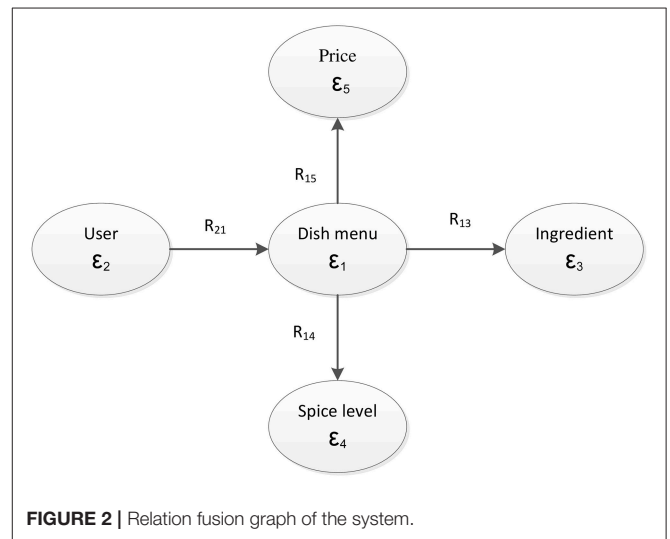 Price
ε₅
R₁₅
User
ε₂
R₂₁
Dish menu
ε₁
R₁₃
Ingredient
ε₃
R₁₄
Spice level
ε₄
FIGURE 2 | Relation fusion graph of the system.